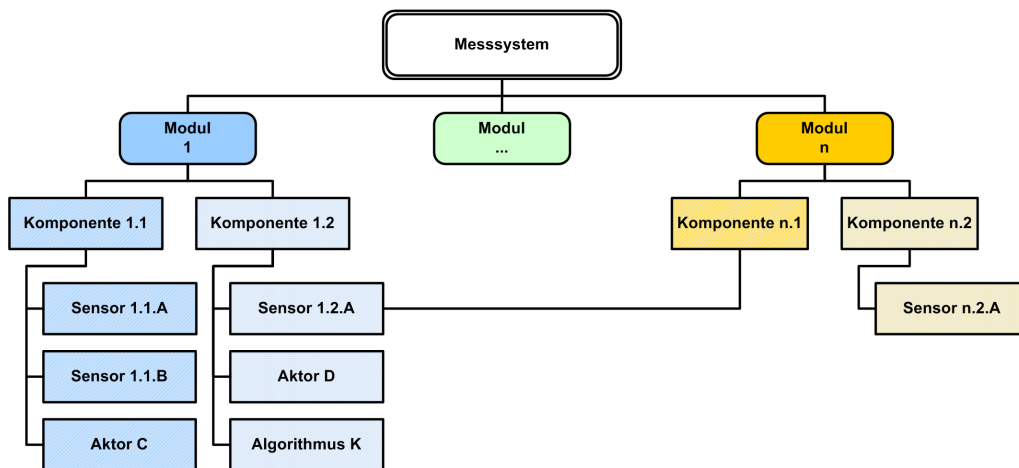 Messsystem
Modul
1
Modul
...
Modul
n
Komponente 1.1
Komponente 1.2
Komponente n.1
Komponente n.2
Sensor 1.1.A
Sensor 1.2.A
Sensor n.2.A
Sensor 1.1.B
Aktor D
Aktor C
Algorithmus K